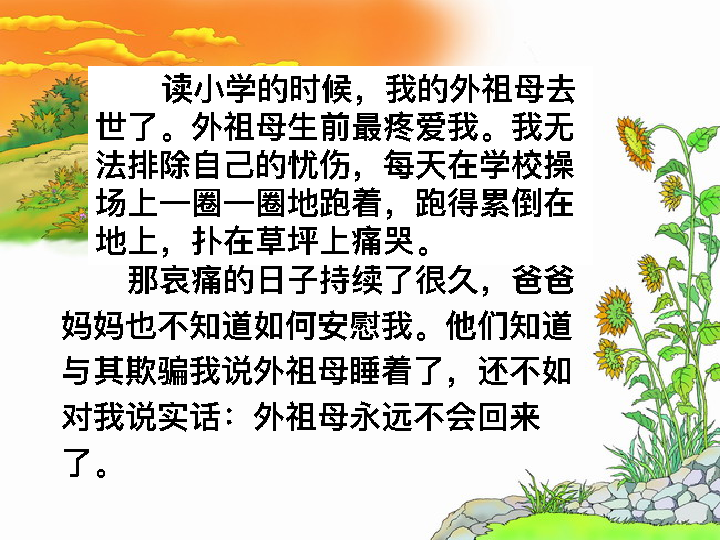 读小学的时候，我的外祖母去
世了。外祖母生前最疼爱我。我无
法排除自己的忧伤，每天在学校操
场上一圈一圈地跑着，跑得累倒在
地上，扑在草坪上痛哭。
那哀痛的日子持续了很久，爸爸
妈妈也不知道如何安慰我。他们知道
与其欺骗我说外祖母睡着了，还不如
对我说实话：外祖母永远不会回来
了。